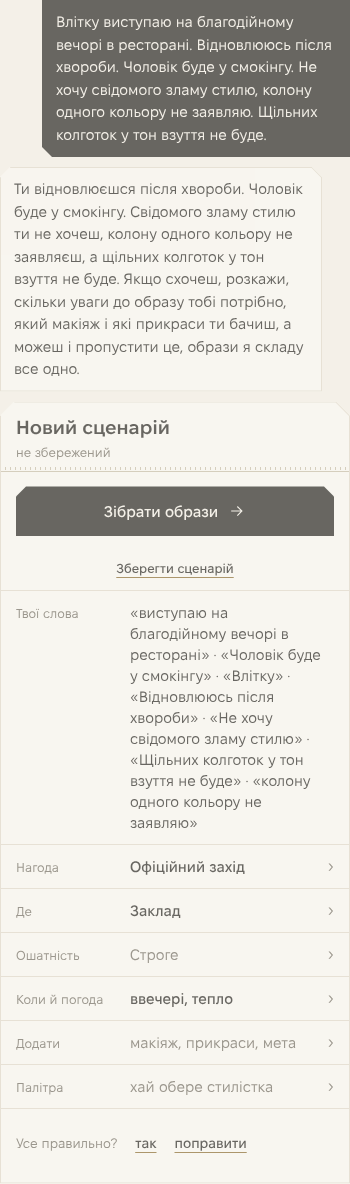 Влітку виступаю на благодійному
вечорі в ресторані. Відновлююсь після
хвороби. Чоловік буде у смокінгу. Не
хочу свідомого зламу стилю, колону
одного кольору не заявляю. Щільних
колготок у тон взуття не буде.
Ти відновлюєшся після хвороби. Чоловік
буде у смокінгу. Свідомого зламу стилю
ти не хочеш, колону одного кольору не
заявляєш, а щільних колготок у тон
взуття не буде. Якщо схочеш, розкажи,
скільки уваги до образу тобі потрібно,
який макіяж і які прикраси ти бачиш, а
можеш і пропустити це, образи я складу
все одно.
Новий сценарій
не збережений
Зібрати образи →
Зберегти сценарій
Твої слова
«виступаю на
благодійному вечорі в
ресторані» · «Чоловік буде
у смокінгу» · «Влітку» ·
«Відновлююсь після
хвороби» · «Не хочу
свідомого зламу стилю» ·
«Щільних колготок у тон
взуття не буде» · «колону
одного кольору не
заявляю»
Нагода Офіційний захід ›
Де Заклад ›
Ошатність Строге ›
Коли й погода ввечері, тепло ›
Додати макіяж, прикраси, мета ›
Палітра хай обере стилістка ›
Усе правильно? так поправити